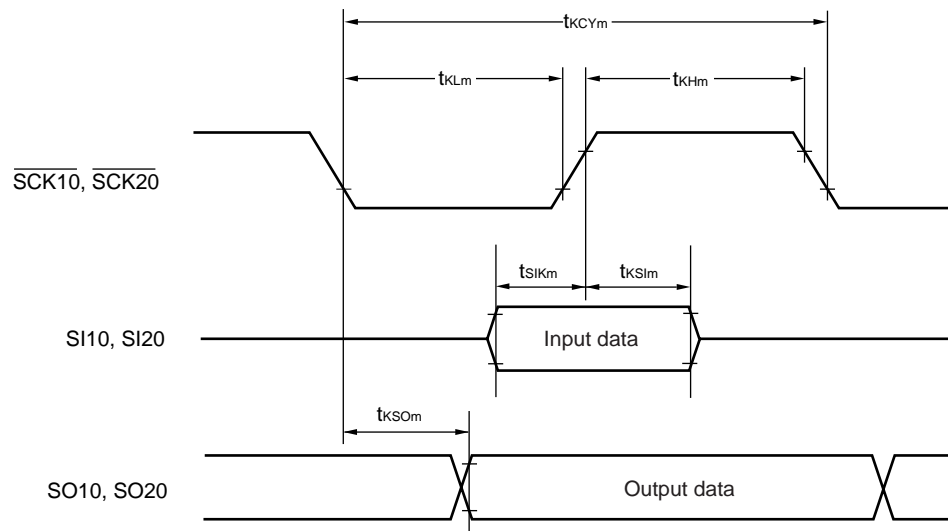 tKCYm
tKLm
tKHm
SCK10, SCK20
tSIKm
tKSIm
SI10, SI20
Input data
tKSOm
SO10, SO20
Output data